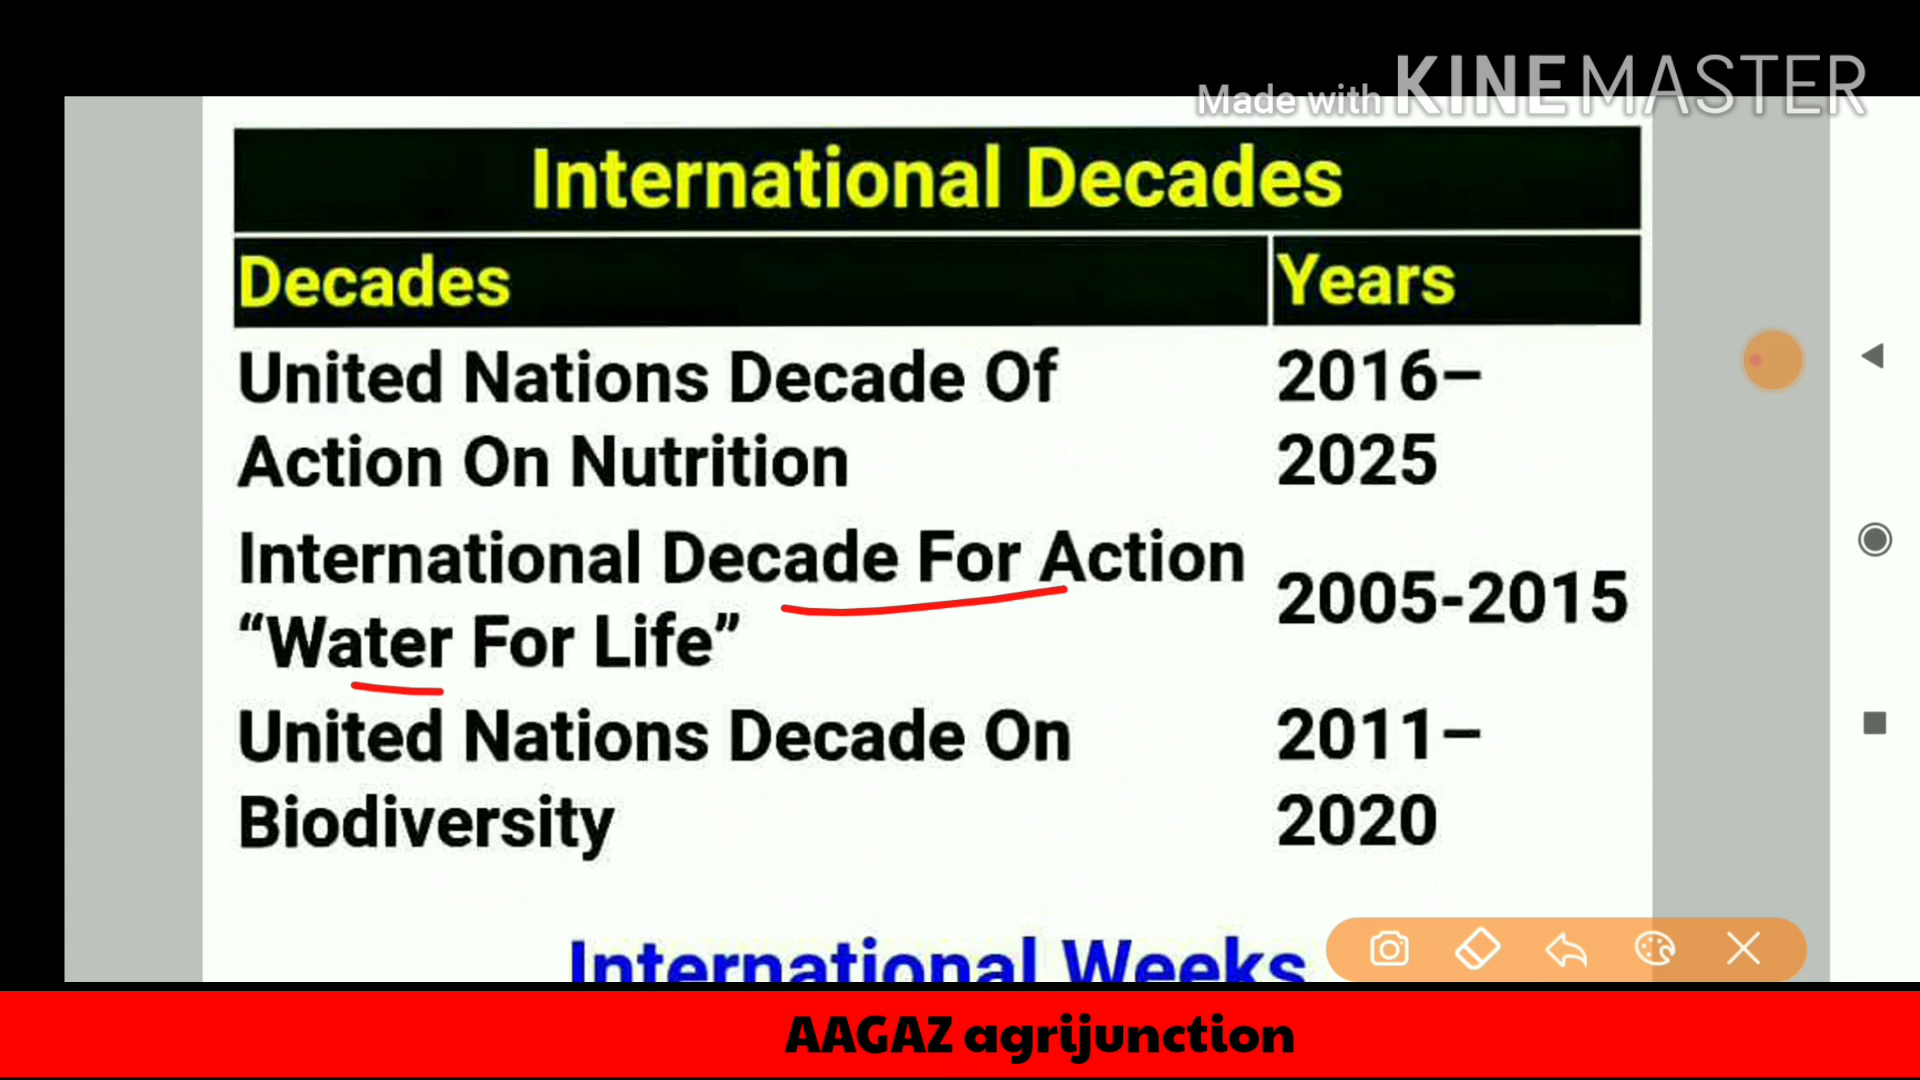 Made with KINEMASTER
International Decades
Decades Years
United Nations Decade Of 2016–
Action On Nutrition 2025
International Decade For Action
2005-2015
“Water For Life”
United Nations Decade On 2011–
Biodiversity 2020
International Weeks
AAGAZ agrijunction